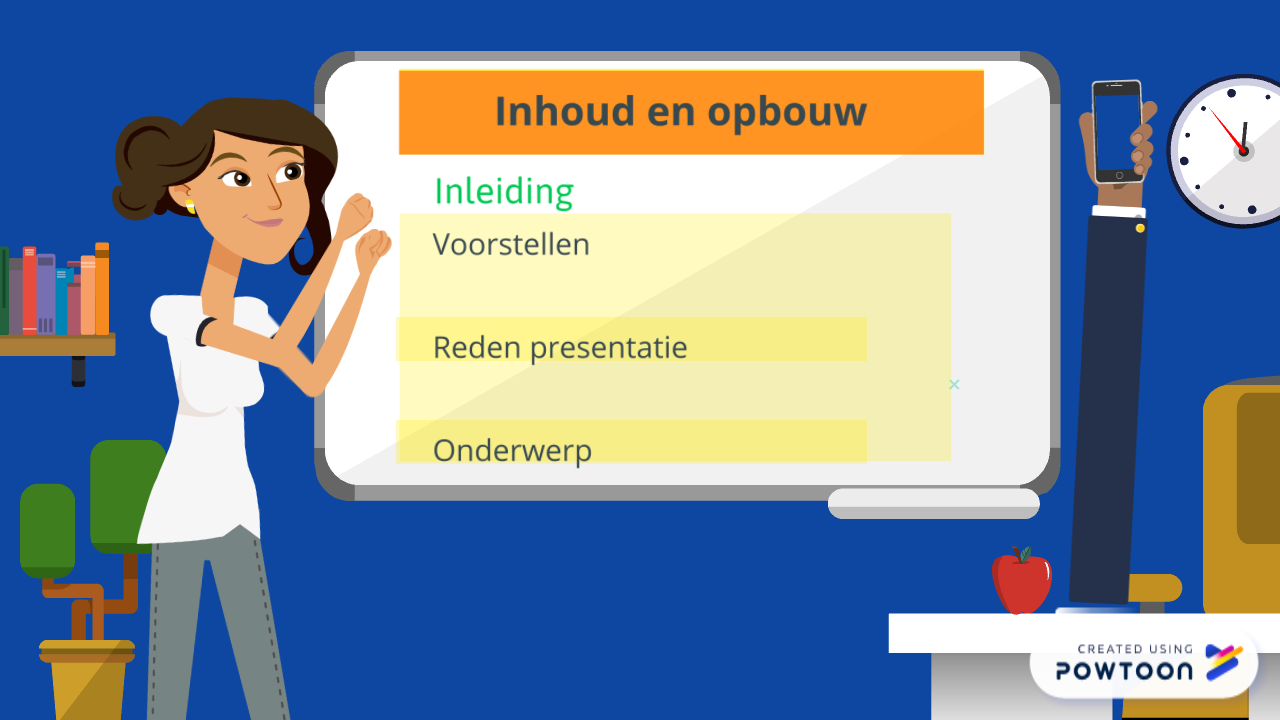 Inhoud en opbouw
Inleiding
Voorstellen
Reden presentatie
Onderwerp
CREATED USING
POWTOON